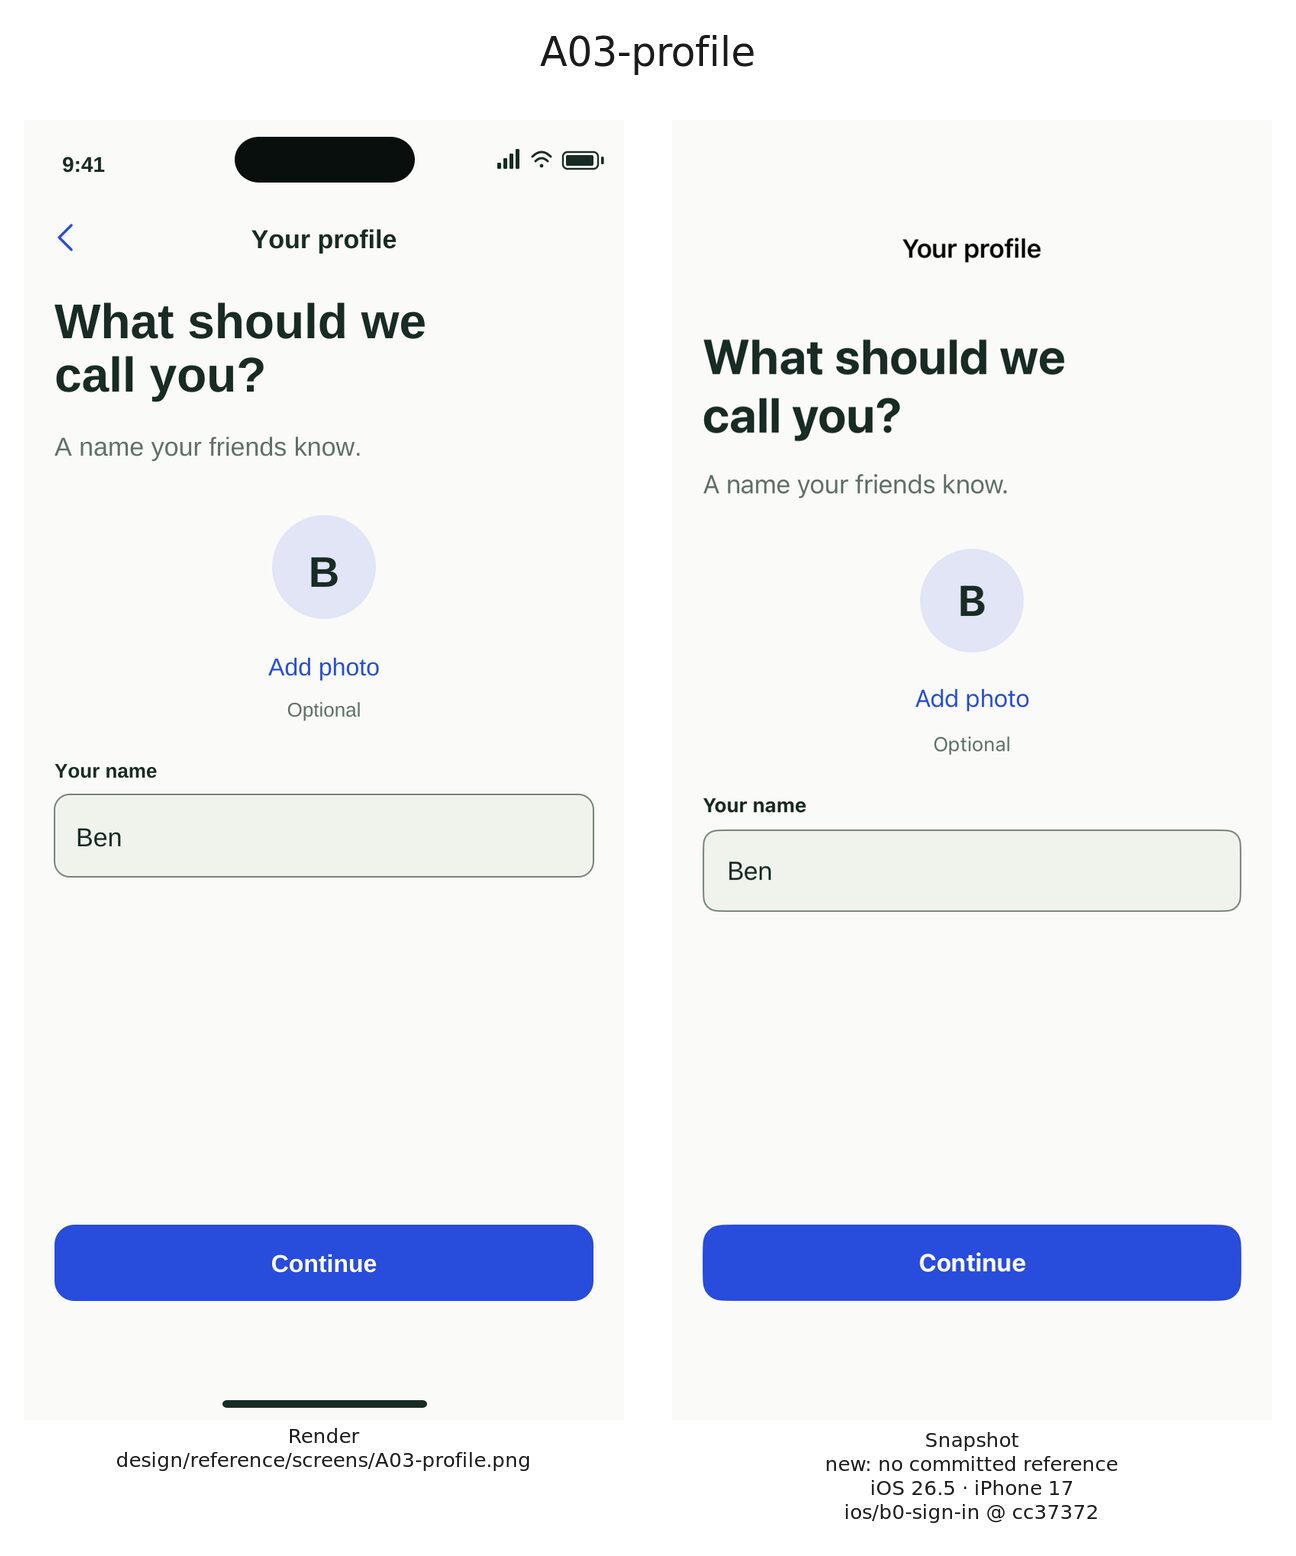 A03-profile
9:41
Your profile
What should we
call you?
A name your friends know.
B
Add photo
Optional
Your name
Ben
Continue
Render
design/reference/screens/A03-profile.png
Your profile
What should we
call you?
A name your friends know.
B
Add photo
Optional
Your name
Ben
Continue
Snapshot
new: no committed reference
iOS 26.5 · iPhone 17
ios/b0-sign-in @ cc37372